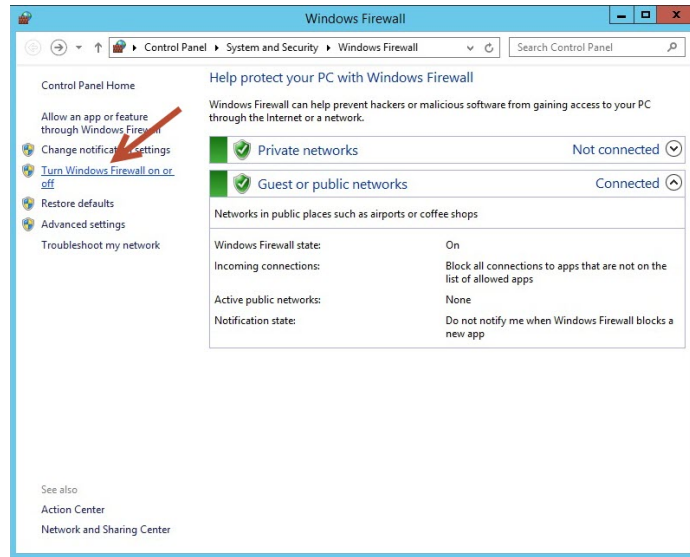 Windows Firewall
Control Panel ▸ System and Security ▸ Windows Firewall
Search Control Panel
Control Panel Home
Allow an app or feature
through Windows Firewall
Change notification settings
Turn Windows Firewall on or
off
Restore defaults
Advanced settings
Troubleshoot my network
See also
Action Center
Network and Sharing Center
Help protect your PC with Windows Firewall
Windows Firewall can help prevent hackers or malicious software from gaining access to your PC
through the Internet or a network.
Private networks Not connected
Guest or public networks Connected
Networks in public places such as airports or coffee shops
Windows Firewall state: On
Incoming connections: Block all connections to apps that are not on the
list of allowed apps
Active public networks: None
Notification state: Do not notify me when Windows Firewall blocks a
new app